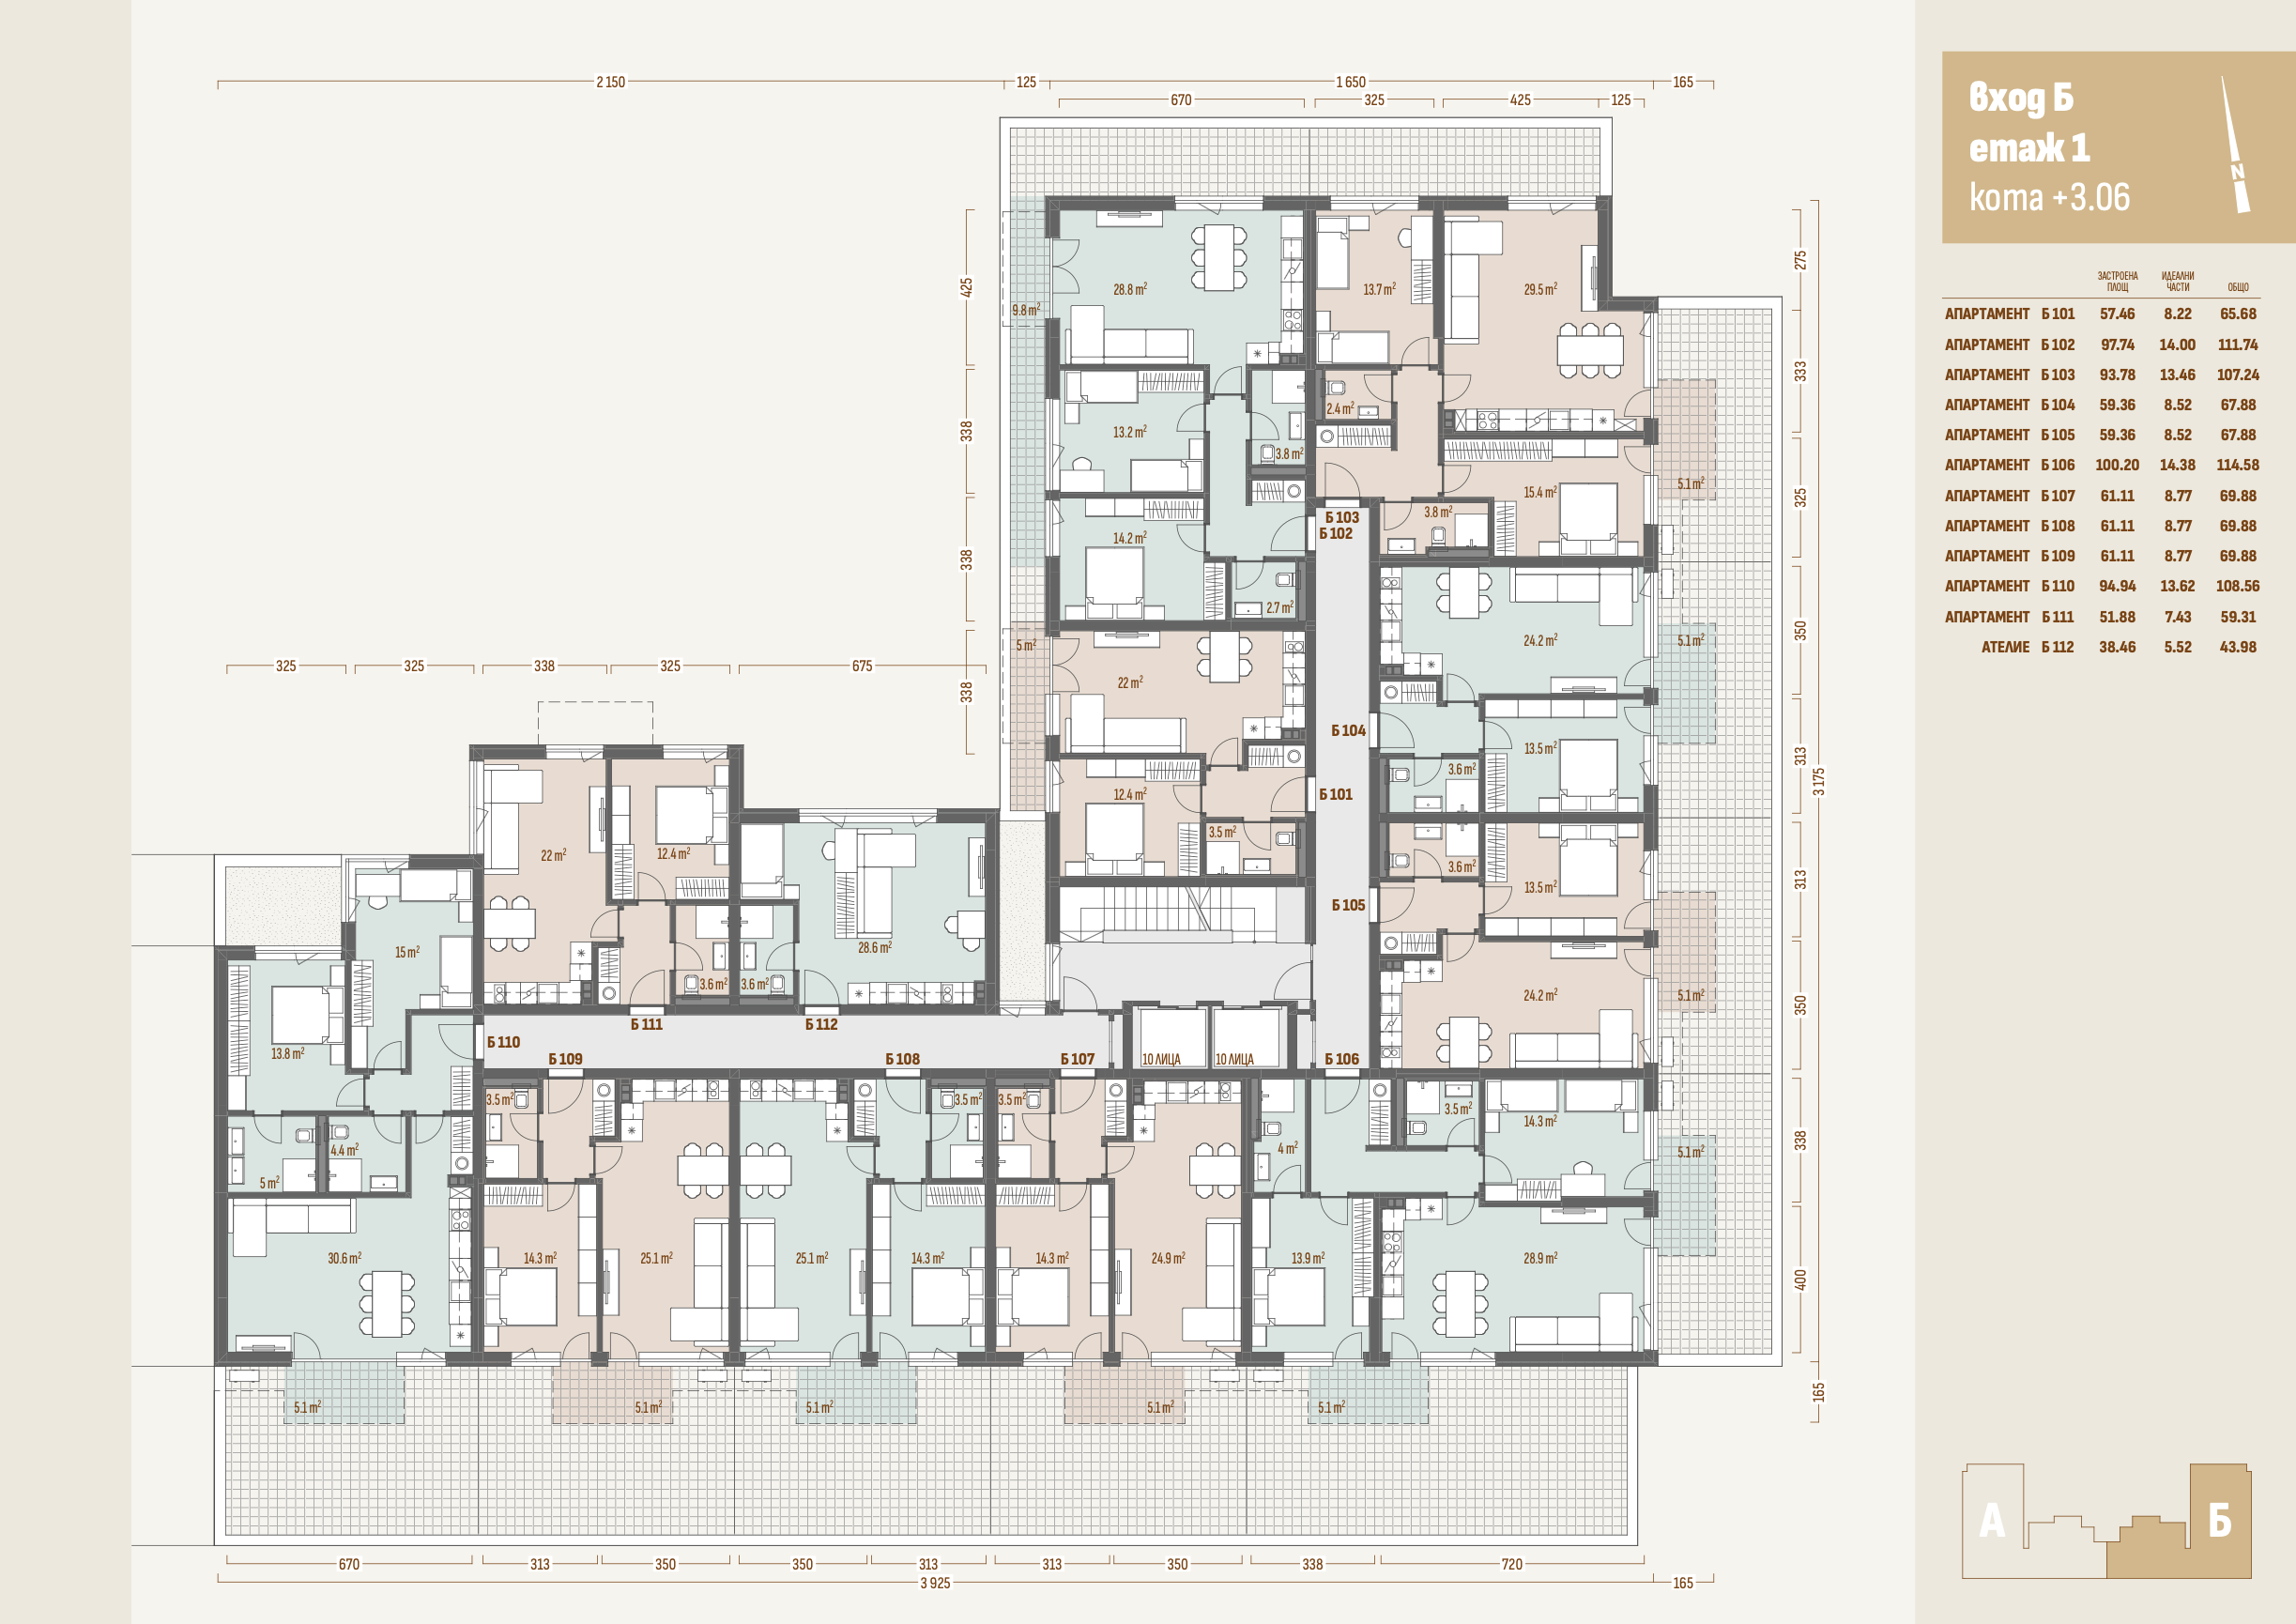 вход Б
етаж 1
кота +3.06
N
ЗАСТРОЕНА ПЛОЩ ИДЕАЛНИ ЧАСТИ ОБЩО
АПАРТАМЕНТ Б 101 57.46 8.22 65.68
АПАРТАМЕНТ Б 102 97.74 14.00 111.74
АПАРТАМЕНТ Б 103 93.78 13.46 107.24
АПАРТАМЕНТ Б 104 59.36 8.52 67.88
АПАРТАМЕНТ Б 105 59.36 8.52 67.88
АПАРТАМЕНТ Б 106 100.20 14.38 114.58
АПАРТАМЕНТ Б 107 61.11 8.77 69.88
АПАРТАМЕНТ Б 108 61.11 8.77 69.88
АПАРТАМЕНТ Б 109 61.11 8.77 69.88
АПАРТАМЕНТ Б 110 94.94 13.62 108.56
АПАРТАМЕНТ Б 111 51.88 7.43 59.31
АТЕЛИЕ Б 112 38.46 5.52 43.98
А Б
2 150 125 1 650 165
670 325 425 125
425
338
338
338
275
333
325
350
313
3 175
313
350
338
400
165
325 325 338 325 675
28.8 m²
13.7 m²
29.5 m²
9.8 m²
2.4 m²
13.2 m²
3.8 m²
5.1 m²
15.4 m²
3.8 m²
Б 103
Б 102
14.2 m²
2.7 m²
24.2 m²
5.1 m²
5 m²
22 m²
Б 104
13.5 m²
3.6 m²
12.4 m²
Б 101
3.5 m²
3.6 m²
13.5 m²
Б 105
5.1 m²
24.2 m²
22 m²
12.4 m²
28.6 m²
15 m²
3.6 m²
3.6 m²
13.8 m²
Б 110
Б 111
Б 112
Б 109
Б 108
Б 107
10 ЛИЦА
10 ЛИЦА
Б 106
3.5 m²
3.5 m²
3.5 m²
3.5 m²
14.3 m²
4.4 m²
4 m²
5.1 m²
5 m²
30.6 m²
14.3 m²
25.1 m²
25.1 m²
14.3 m²
14.3 m²
24.9 m²
13.9 m²
28.9 m²
5.1 m²
5.1 m²
5.1 m²
5.1 m²
5.1 m²
670 313 350 350 313 313 350 338 720
3 925 165